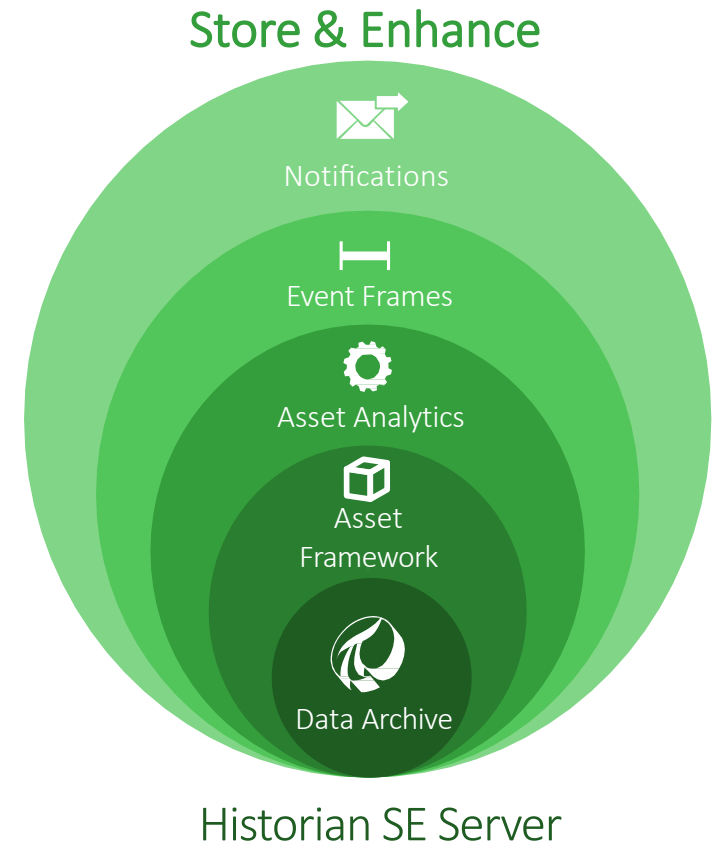 Store & Enhance
Notifications
Event Frames
Asset Analytics
Asset
Framework
Data Archive
Historian SE Server